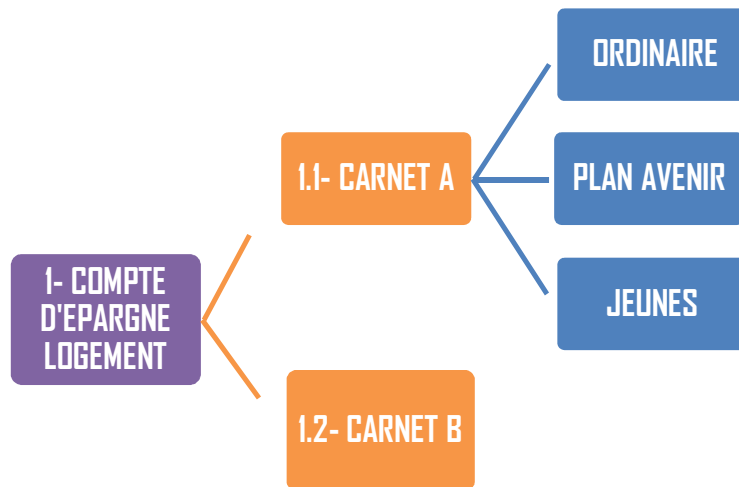 ORDINAIRE
1.1- CARNET A
PLAN AVENIR
1- COMPTE
D'EPARGNE
LOGEMENT
JEUNES
1.2- CARNET B